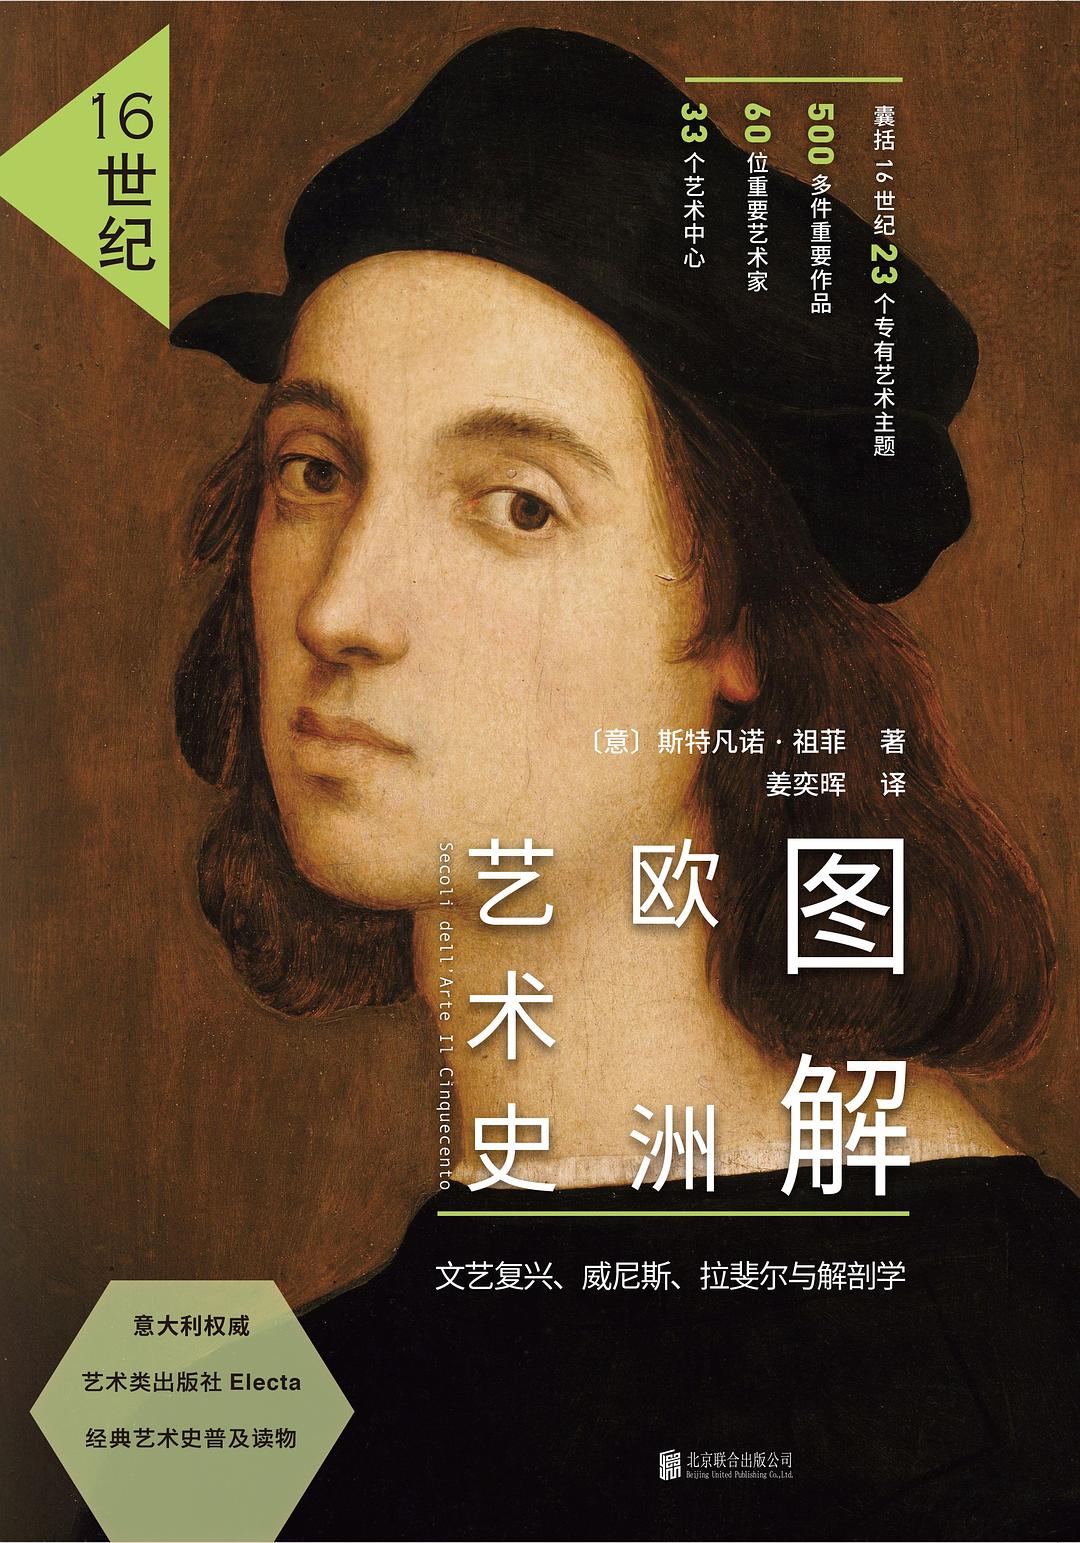 16
世
纪
囊括 16 世纪 23 个专有艺术主题
500 多件重要作品
60 位重要艺术家
33 个艺术中心
〔意〕斯特凡诺·祖菲 著
姜奕晖 译
图解
欧洲
艺术史
Secoli dell'Arte Il Cinquecento
文艺复兴、威尼斯、拉斐尔与解剖学
意大利权威
艺术类出版社 Electa
经典艺术史普及读物
北京联合出版公司
Beijing United Publishing Co.,Ltd.